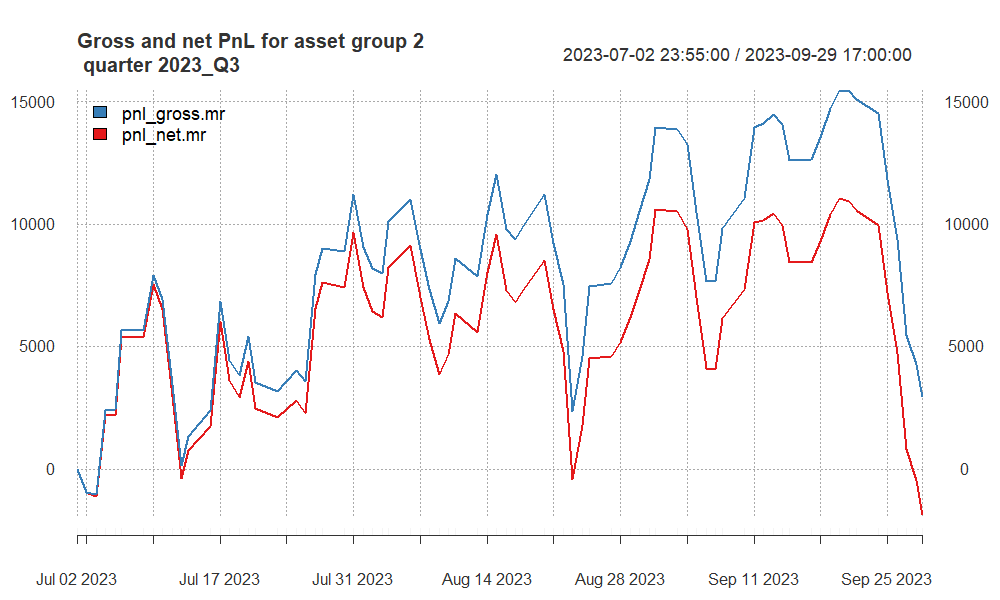 Gross and net PnL for asset group 2
quarter 2023_Q3
2023-07-02 23:55:00 / 2023-09-29 17:00:00
pnl_gross.mr
pnl_net.mr
15000 15000
10000 10000
5000 5000
0 0
Jul 02 2023 Jul 17 2023 Jul 31 2023 Aug 14 2023 Aug 28 2023 Sep 11 2023 Sep 25 2023